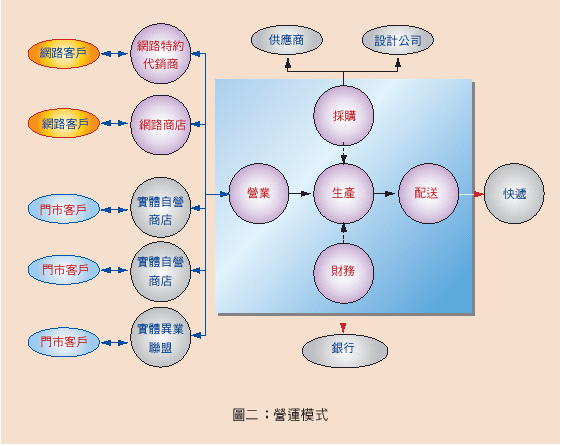 供應商
設計公司
網路客戶
網路特約
代銷商
網路客戶
網路商店
採購
門市客戶
實體自營
商店
營業
生產
配送
快遞
門市客戶
實體自營
商店
財務
門市客戶
實體異業
聯盟
銀行
圖二：營運模式